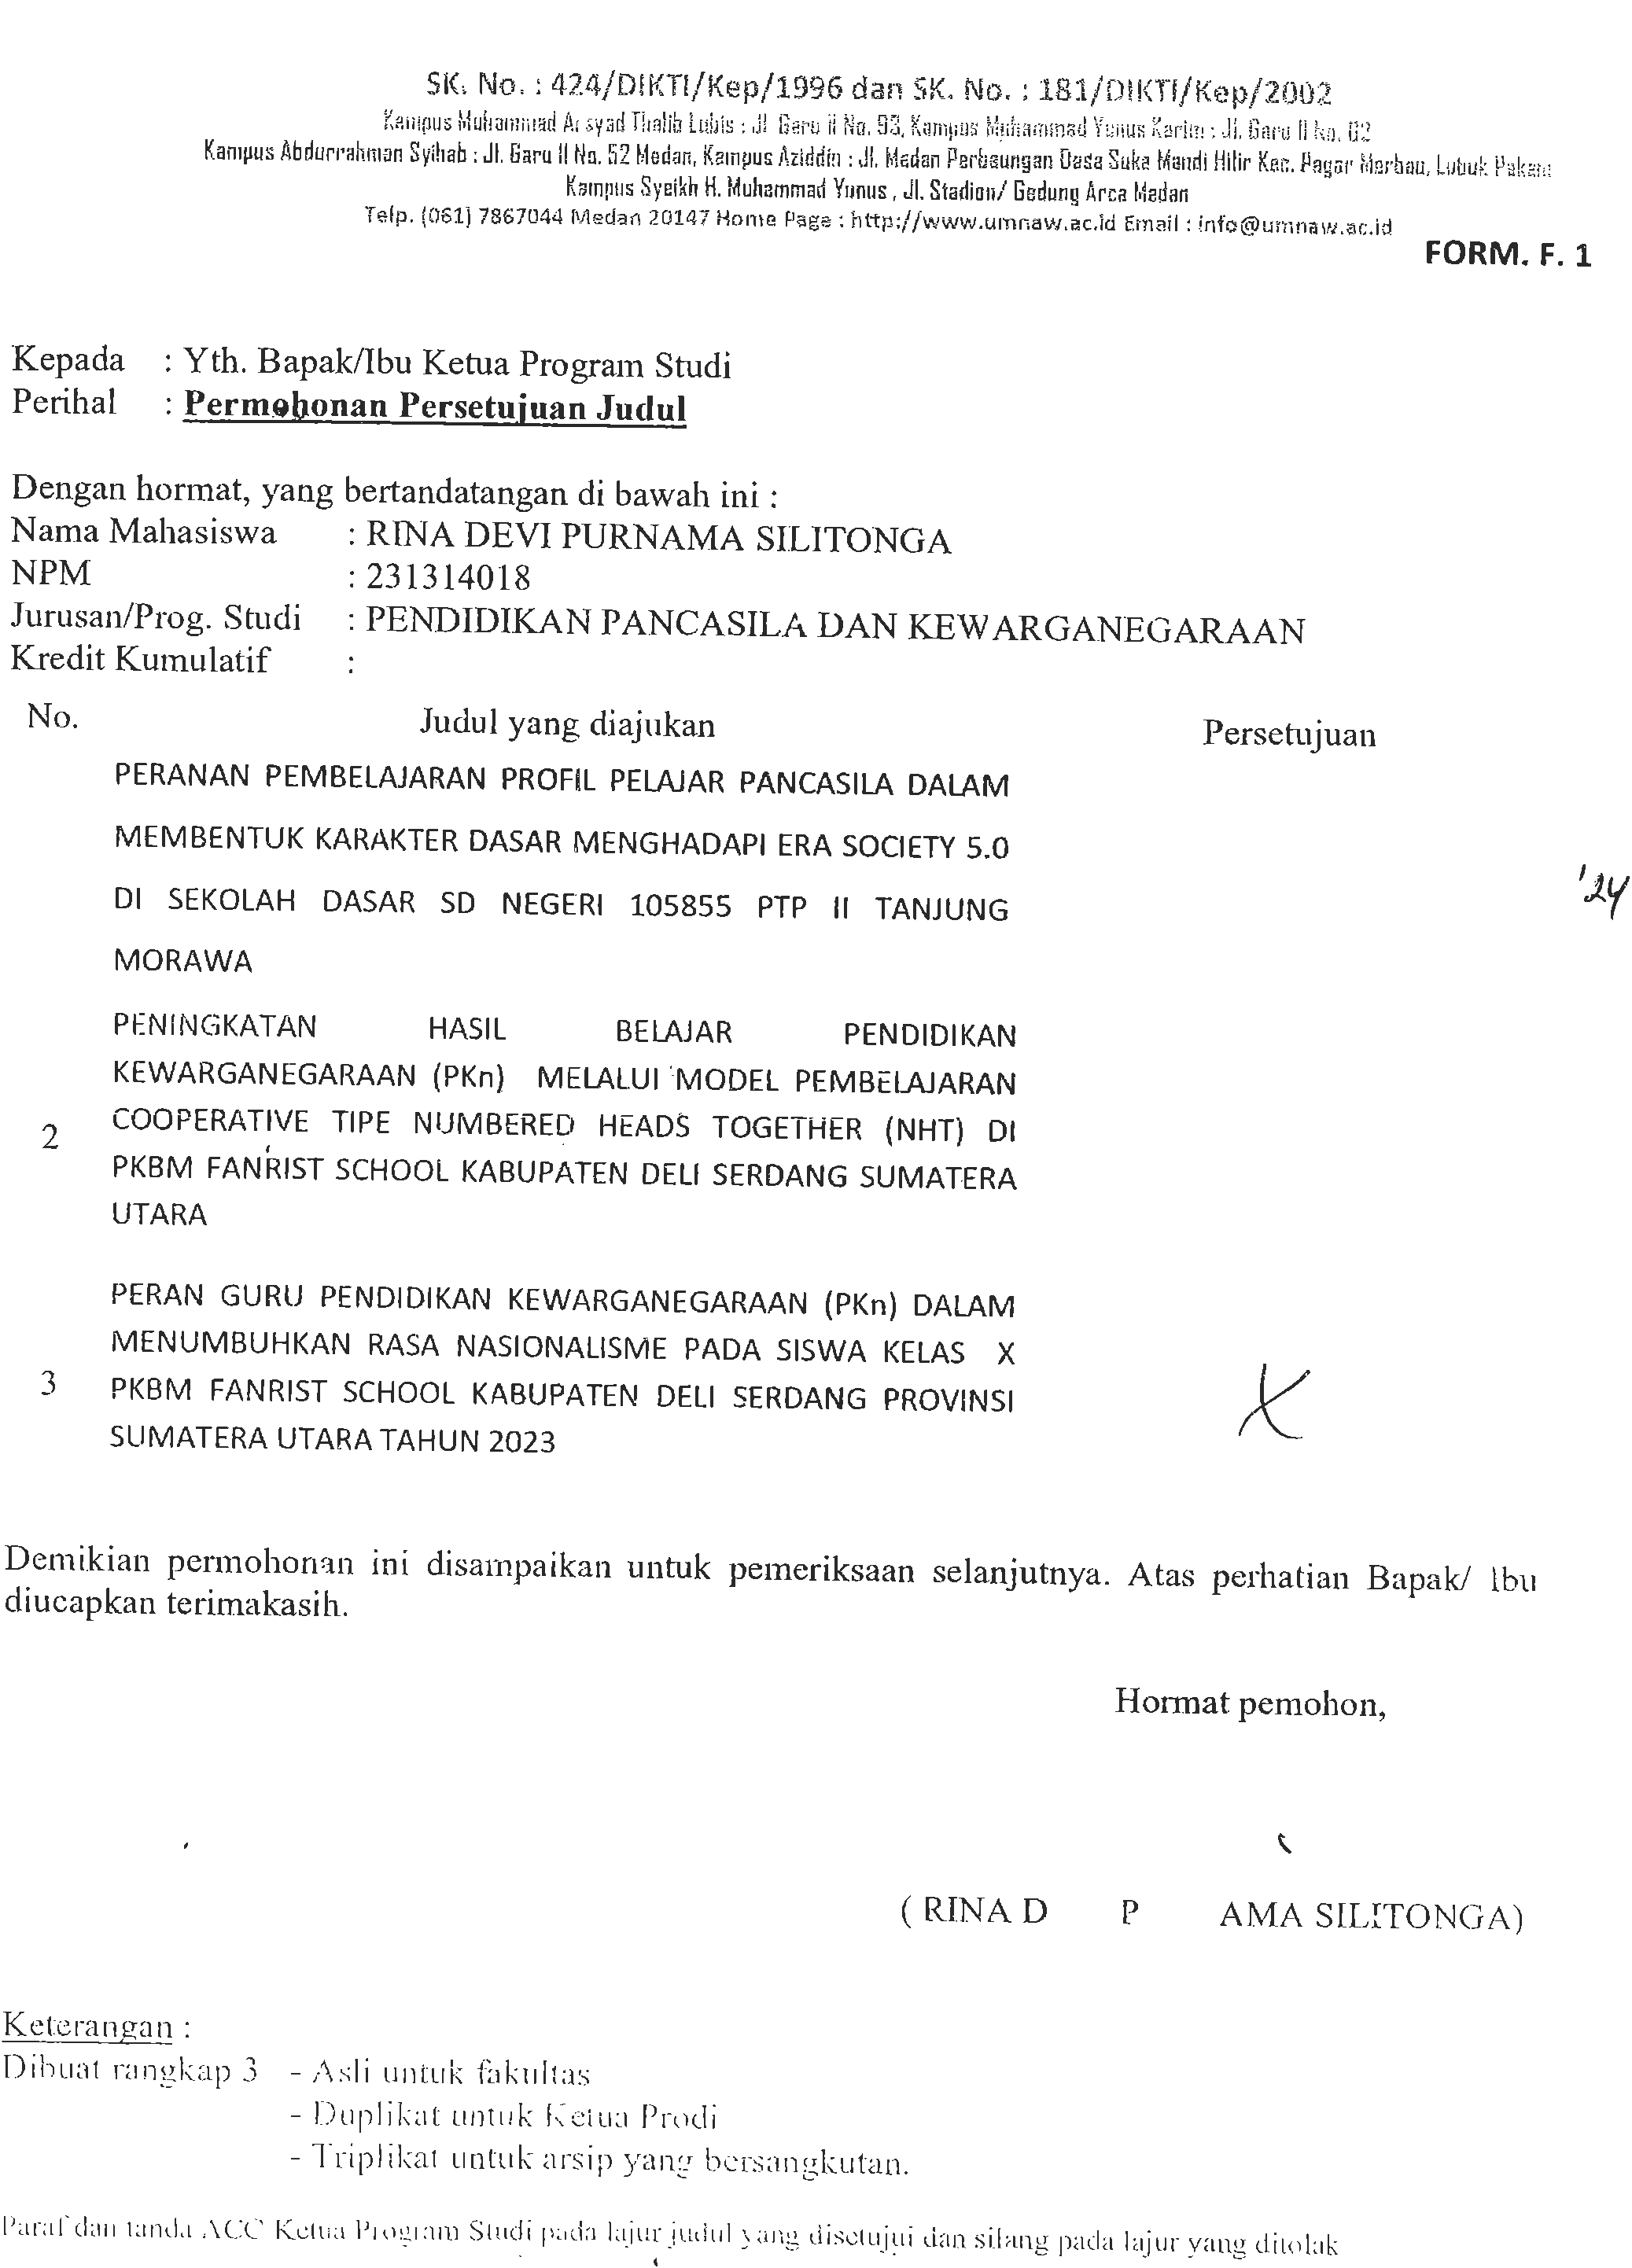 SK. No. : 424/DIKTI/Kep/1996 dan SK. No. : 181/DIKTI/Kep/2002
Kampus Muhammad Arsyad Thalib Lubis : Jl Garu II No. 93, Kampus Muhammad Yunus Karim : Jl. Garu II No. 02
Kampus Abdurrahman Syihab : Jl. Garu II No. 52 Medan, Kampus Aziddin : Jl. Medan Perbaungan Desa Suka Mandi Hilir Kec. Pagar Merbau, Lubuk Pakam
Kampus Syeikh H. Muhammad Yunus , Jl. Stadion/ Gedung Arca Medan
Telp. (061) 7867044 Medan 20147 Home Page : http://www.umnaw.ac.id Email : info@umnaw.ac.id
FORM. F. 1
Kepada : Yth. Bapak/Ibu Ketua Program Studi
Perihal : Permohonan Persetujuan Judul
Dengan hormat, yang bertandatangan di bawah ini :
Nama Mahasiswa : RINA DEVI PURNAMA SILITONGA
NPM : 231314018
Jurusan/Prog. Studi : PENDIDIKAN PANCASILA DAN KEWARGANEGARAAN
Kredit Kumulatif :
No. Judul yang diajukan Persetujuan
PERANAN PEMBELAJARAN PROFIL PELAJAR PANCASILA DALAM
MEMBENTUK KARAKTER DASAR MENGHADAPI ERA SOCIETY 5.0
'24
DI SEKOLAH DASAR SD NEGERI 105855 PTP II TANJUNG
MORAWA
PENINGKATAN HASIL BELAJAR PENDIDIKAN
KEWARGANEGARAAN (PKn) MELALUI MODEL PEMBELAJARAN
2 COOPERATIVE TIPE NUMBERED HEADS TOGETHER (NHT) DI
PKBM FANRIST SCHOOL KABUPATEN DELI SERDANG SUMATERA
UTARA
PERAN GURU PENDIDIKAN KEWARGANEGARAAN (PKn) DALAM
MENUMBUHKAN RASA NASIONALISME PADA SISWA KELAS X
3 PKBM FANRIST SCHOOL KABUPATEN DELI SERDANG PROVINSI
SUMATERA UTARA TAHUN 2023
Demikian permohonan ini disampaikan untuk pemeriksaan selanjutnya. Atas perhatian Bapak/ Ibu
diucapkan terimakasih.
Hormat pemohon,
( RINA D P AMA SILITONGA)
Keterangan :
Dibuat rangkap 3 - Asli untuk fakultas
- Duplikat untuk Ketua Prodi
- Triplikat untuk arsip yang bersangkutan.
Paraf dan tanda ACC Ketua Program Studi pada lajur judul yang disetujui dan silang pada lajur yang ditolak